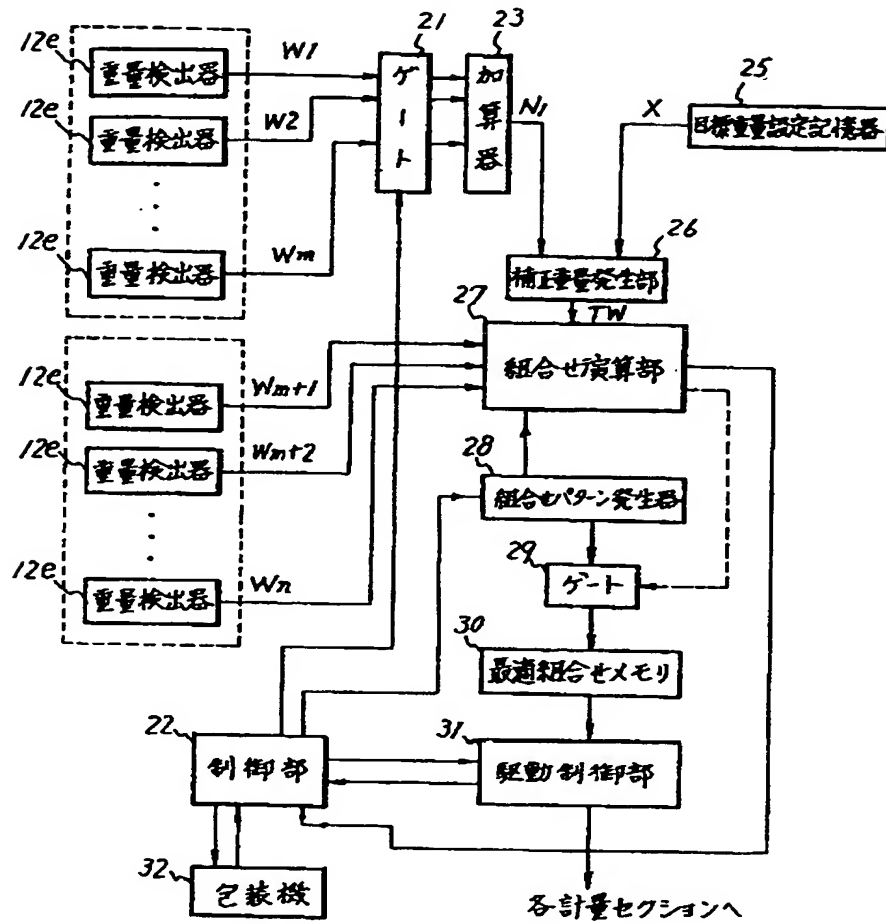 12e 重量検出器 W1
12e 重量検出器 W2
12e 重量検出器 Wm
21 ゲート
23 加算器
N1
X
25 目標重量設定記憶器
26 補正重量発生部
TW
27 組合せ演算部
12e 重量検出器 Wm+1
12e 重量検出器 Wm+2
12e 重量検出器 Wn
28 組合せパターン発生器
29 ゲート
30 最適組合せメモリ
22 制御部
31 駆動制御部
32 包装機
各計量セクションへ